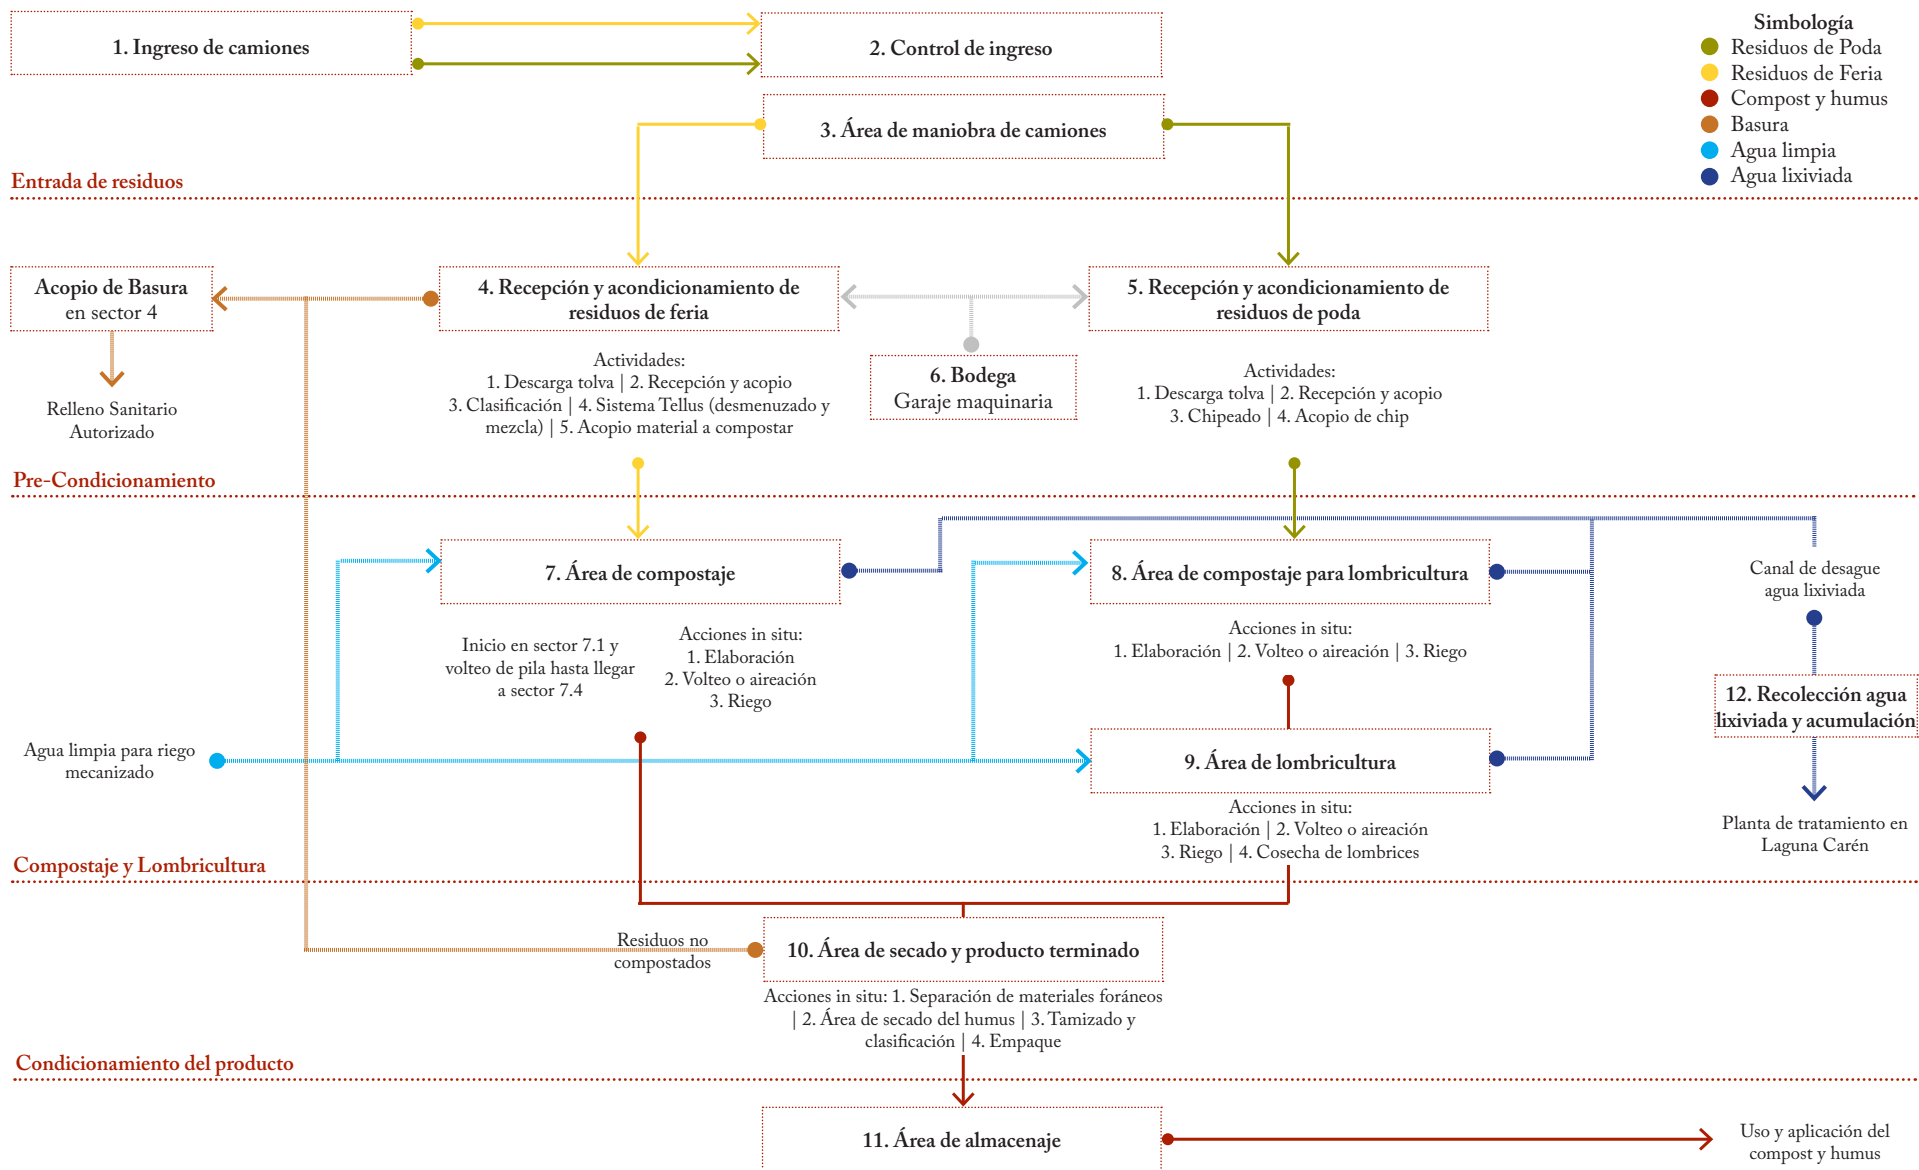 1. Ingreso de camiones
2. Control de ingreso
Simbología
Residuos de Poda
Residuos de Feria
Compost y humus
Basura
Agua limpia
Agua lixiviada
3. Área de maniobra de camiones
Entrada de residuos
Acopio de Basura
en sector 4
4. Recepción y acondicionamiento de
residuos de feria
5. Recepción y acondicionamiento de
residuos de poda
Relleno Sanitario
Autorizado
Actividades:
1. Descarga tolva | 2. Recepción y acopio
3. Clasificación | 4. Sistema Tellus (desmenuzado y
mezcla) | 5. Acopio material a compostar
6. Bodega
Garaje maquinaria
Actividades:
1. Descarga tolva | 2. Recepción y acopio
3. Chipeado | 4. Acopio de chip
Pre-Condicionamiento
7. Área de compostaje
8. Área de compostaje para lombricultura
Canal de desague
agua lixiviada
Inicio en sector 7.1 y
volteo de pila hasta llegar
a sector 7.4
Acciones in situ:
1. Elaboración
2. Volteo o aireación
3. Riego
Acciones in situ:
1. Elaboración | 2. Volteo o aireación | 3. Riego
12. Recolección agua
lixiviada y acumulación
Agua limpia para riego
mecanizado
9. Área de lombricultura
Acciones in situ:
1. Elaboración | 2. Volteo o aireación
3. Riego | 4. Cosecha de lombrices
Planta de tratamiento en
Laguna Carén
Compostaje y Lombricultura
Residuos no
compostados
10. Área de secado y producto terminado
Acciones in situ: 1. Separación de materiales foráneos
| 2. Área de secado del humus | 3. Tamizado y
clasificación | 4. Empaque
Condicionamiento del producto
11. Área de almacenaje
Uso y aplicación del
compost y humus